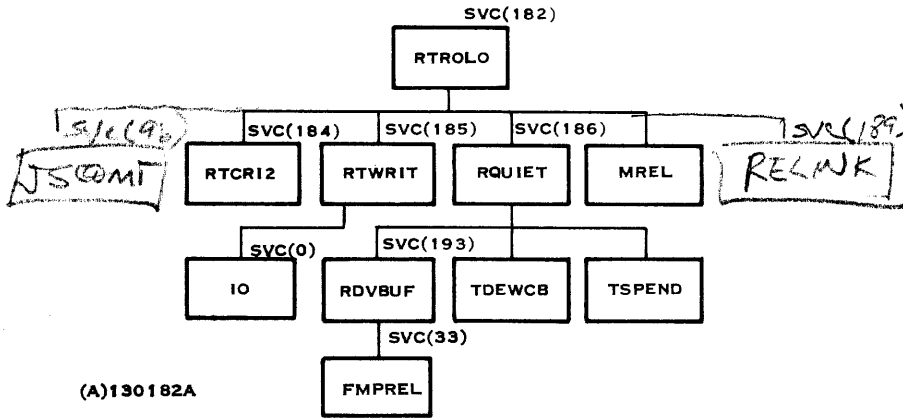 SVC(182)
RTROLO
SVC(184) SVC(185) SVC(186) SVC(189)
RTCRI2 RTWRIT RQUIET MREL RELINK
SVC(0) SVC(193)
IO RDVBUF TDEWCB TSPEND
SVC(33)
FMPREL
(A)130182A